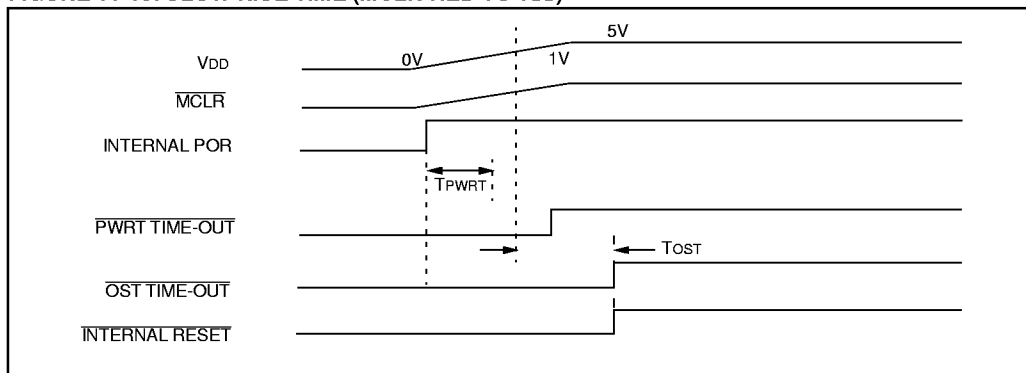 5V
VDD
0V
1V
MCLR
INTERNAL POR
TPWRT
PWRT TIME-OUT
TOST
OST TIME-OUT
INTERNAL RESET